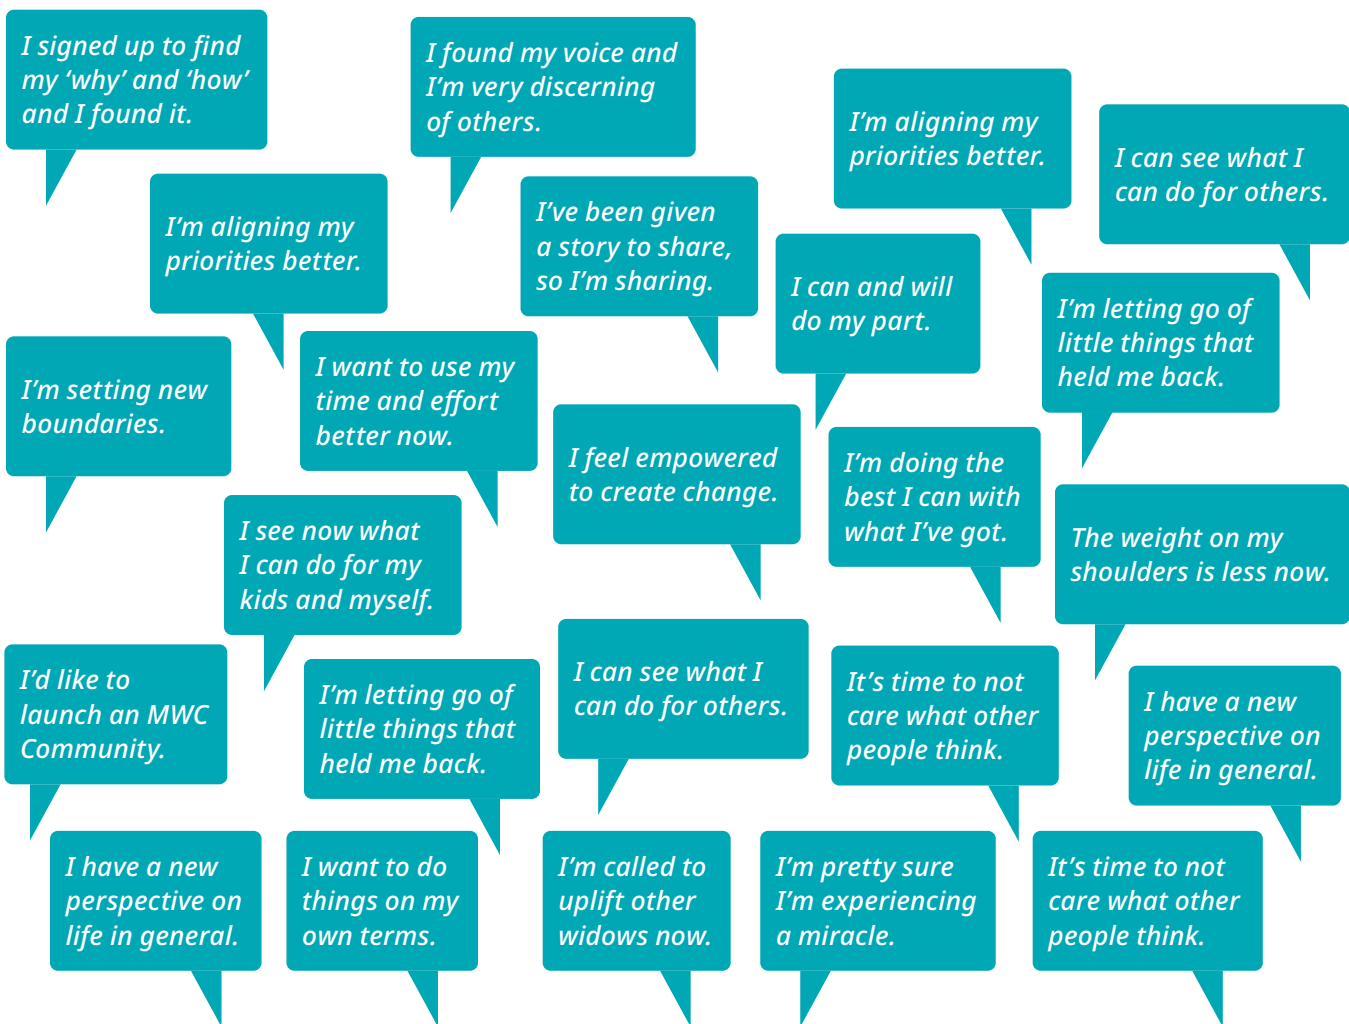 I signed up to find
my ‘why’ and ‘how’
and I found it.
I found my voice and
I’m very discerning
of others.
I’m aligning my
priorities better.
I can see what I
can do for others.
I’m aligning my
priorities better.
I’ve been given
a story to share,
so I’m sharing.
I can and will
do my part.
I’m letting go of
little things that
held me back.
I’m setting new
boundaries.
I want to use my
time and effort
better now.
I feel empowered
to create change.
I’m doing the
best I can with
what I’ve got.
The weight on my
shoulders is less now.
I see now what
I can do for my
kids and myself.
I’d like to
launch an MWC
Community.
I’m letting go of
little things that
held me back.
I can see what I
can do for others.
It’s time to not
care what other
people think.
I have a new
perspective on
life in general.
I have a new
perspective on
life in general.
I want to do
things on my
own terms.
I’m called to
uplift other
widows now.
I’m pretty sure
I’m experiencing
a miracle.
It’s time to not
care what other
people think.